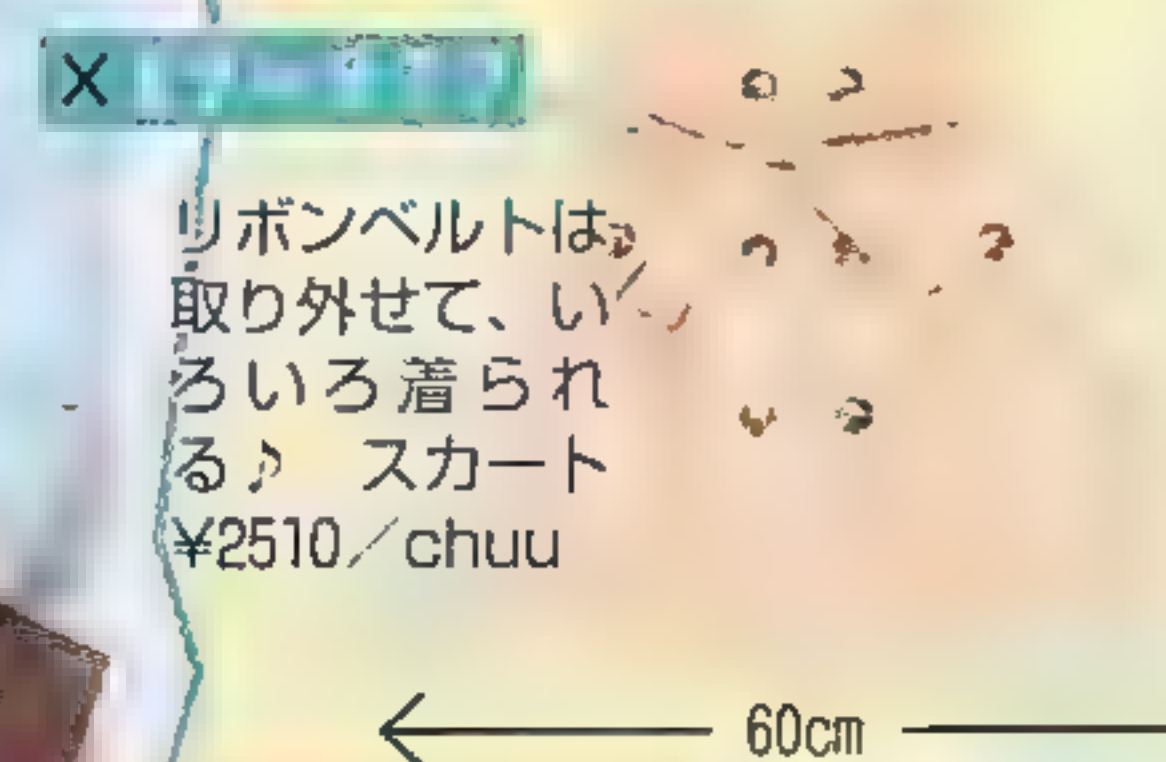 X
リボンベルトは
取り外せて、い
ろいろ着られ
る♪　スカート
¥2510／chuu
60cm